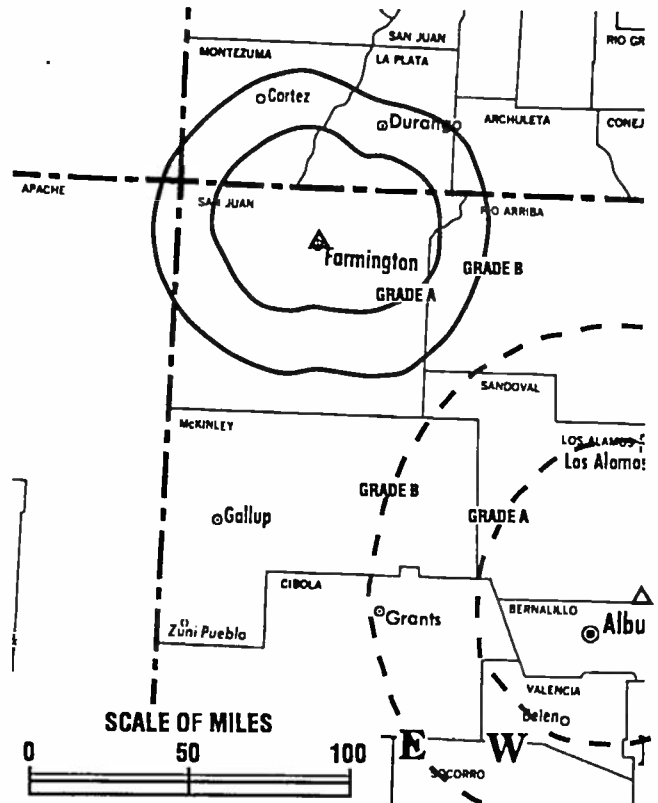 SAN JUAN
RIO GR
MONTEZUMA
LA PLATA
Cortez
Durango
ARCHULETA
CONEJ
APACHE
SAN JUAN
RIO ARRIBA
Farmington
GRADE B
GRADE A
SANDOVAL
McKINLEY
LOS ALAMOS
Los Alamos
GRADE B
GRADE A
Gallup
CIBOLA
BERNALILLO
Grants
Albu
Zuni Pueblo
VALENCIA
SCALE OF MILES
Belen
0 50 100
E W
SOCORRO